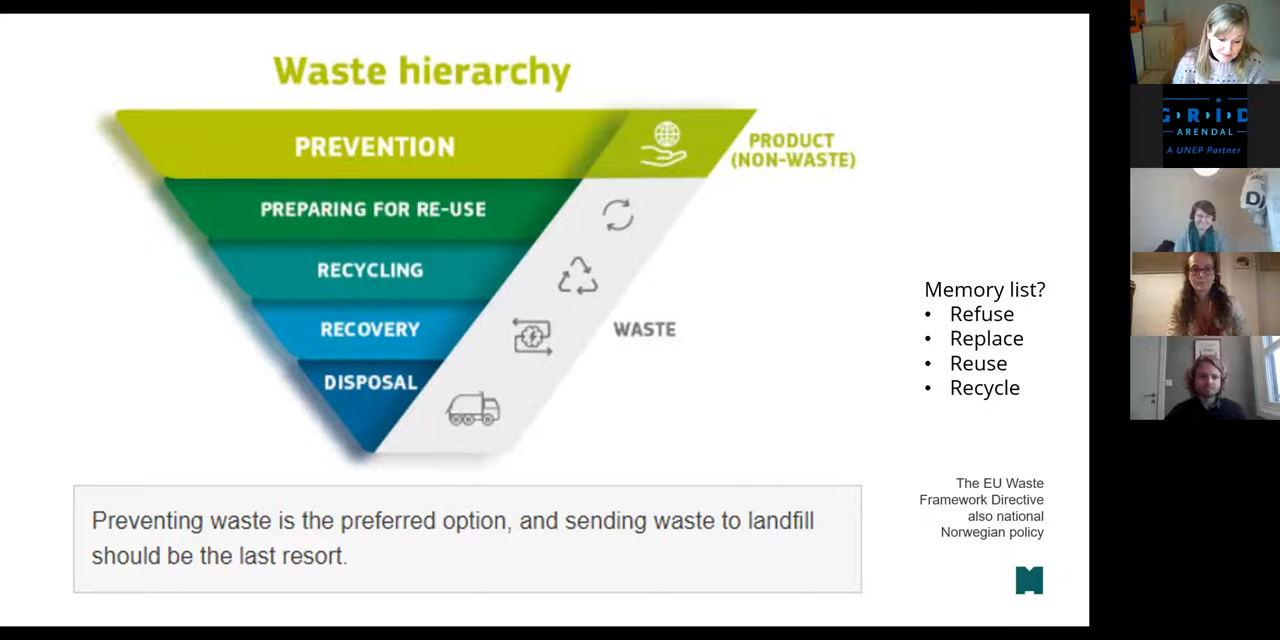 Waste hierarchy
PREVENTION
PRODUCT
(NON-WASTE)
PREPARING FOR RE-USE
RECYCLING
RECOVERY
WASTE
DISPOSAL
Memory list?
• Refuse
• Replace
• Reuse
• Recycle
Preventing waste is the preferred option, and sending waste to landfill
should be the last resort.
The EU Waste
Framework Directive
also national
Norwegian policy
GRID
ARENDAL
A UNEP Partner